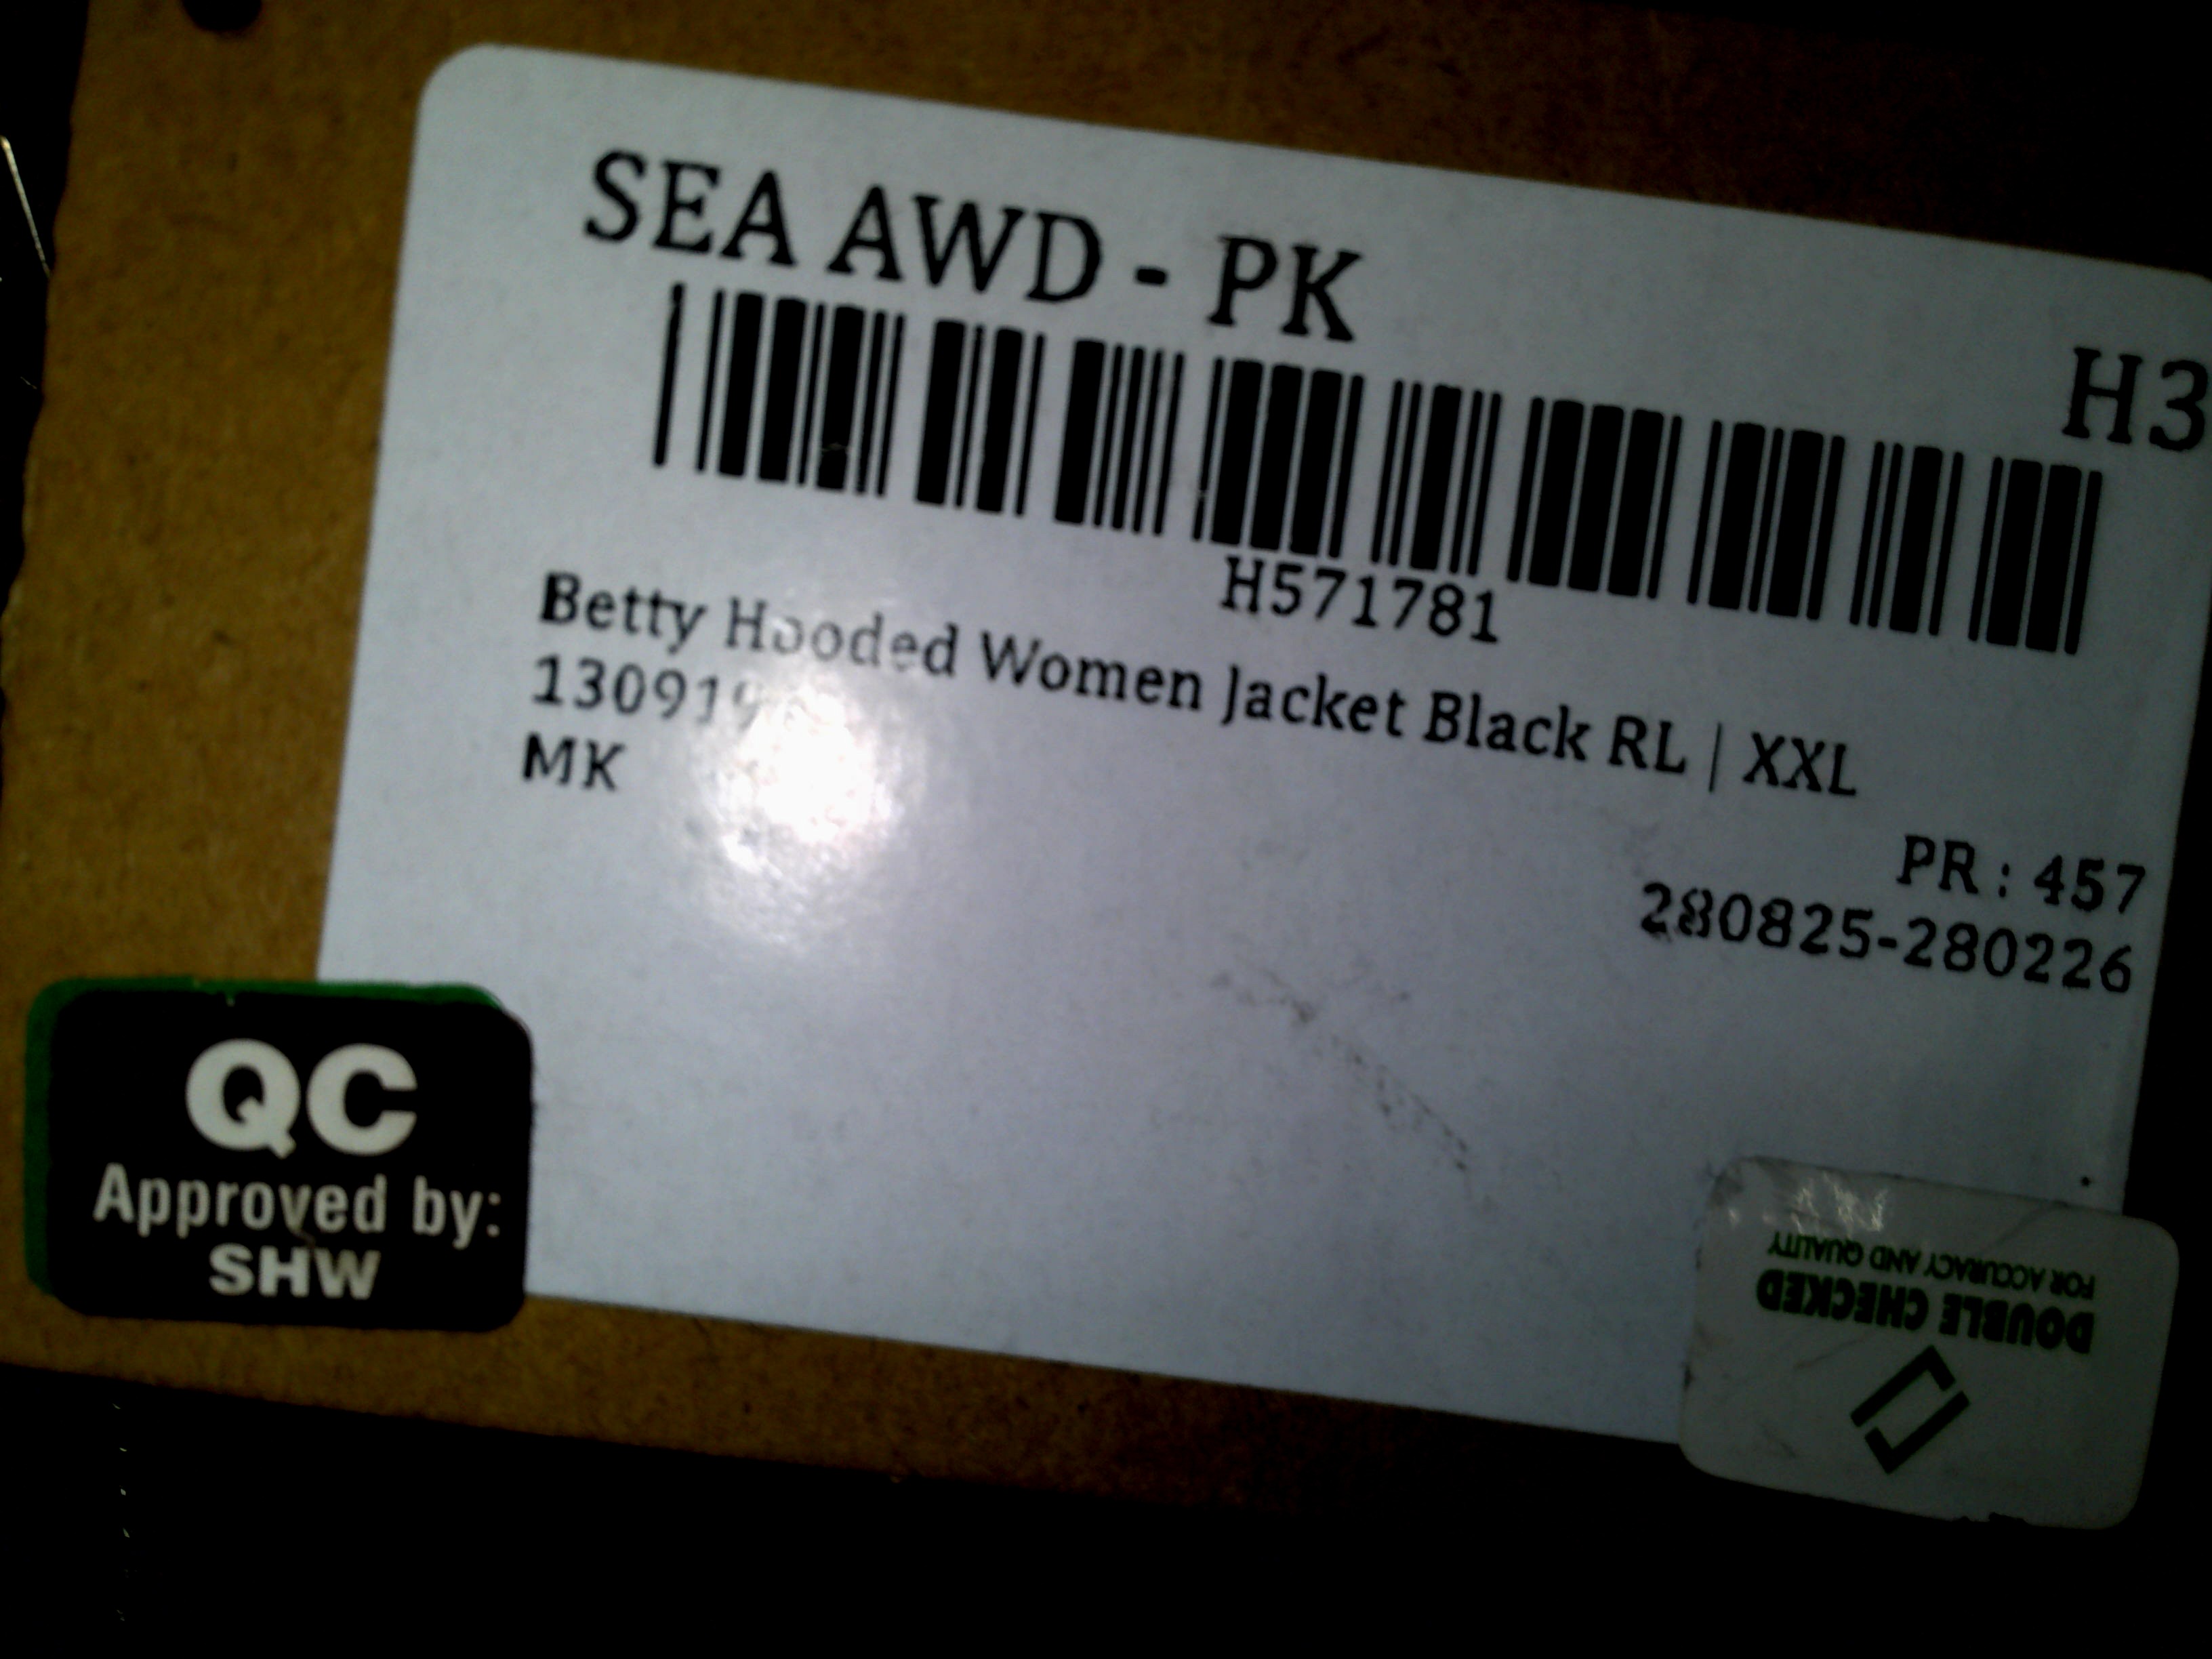 SEA AWD - PK
H3
H571781
Betty Hooded Women Jacket Black RL | XXL
MK
PR : 457
280825-280226
QC
Approved by:
SHW
DOUBLE CHECKED
FOR ACCURACY AND QUALITY